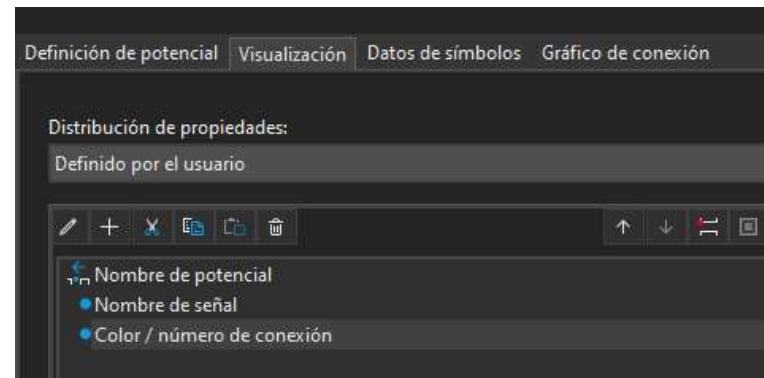 Definición de potencial Visualización Datos de símbolos Gráfico de conexión
Distribución de propiedades:
Definido por el usuario
Nombre de potencial
Nombre de señal
Color / número de conexión